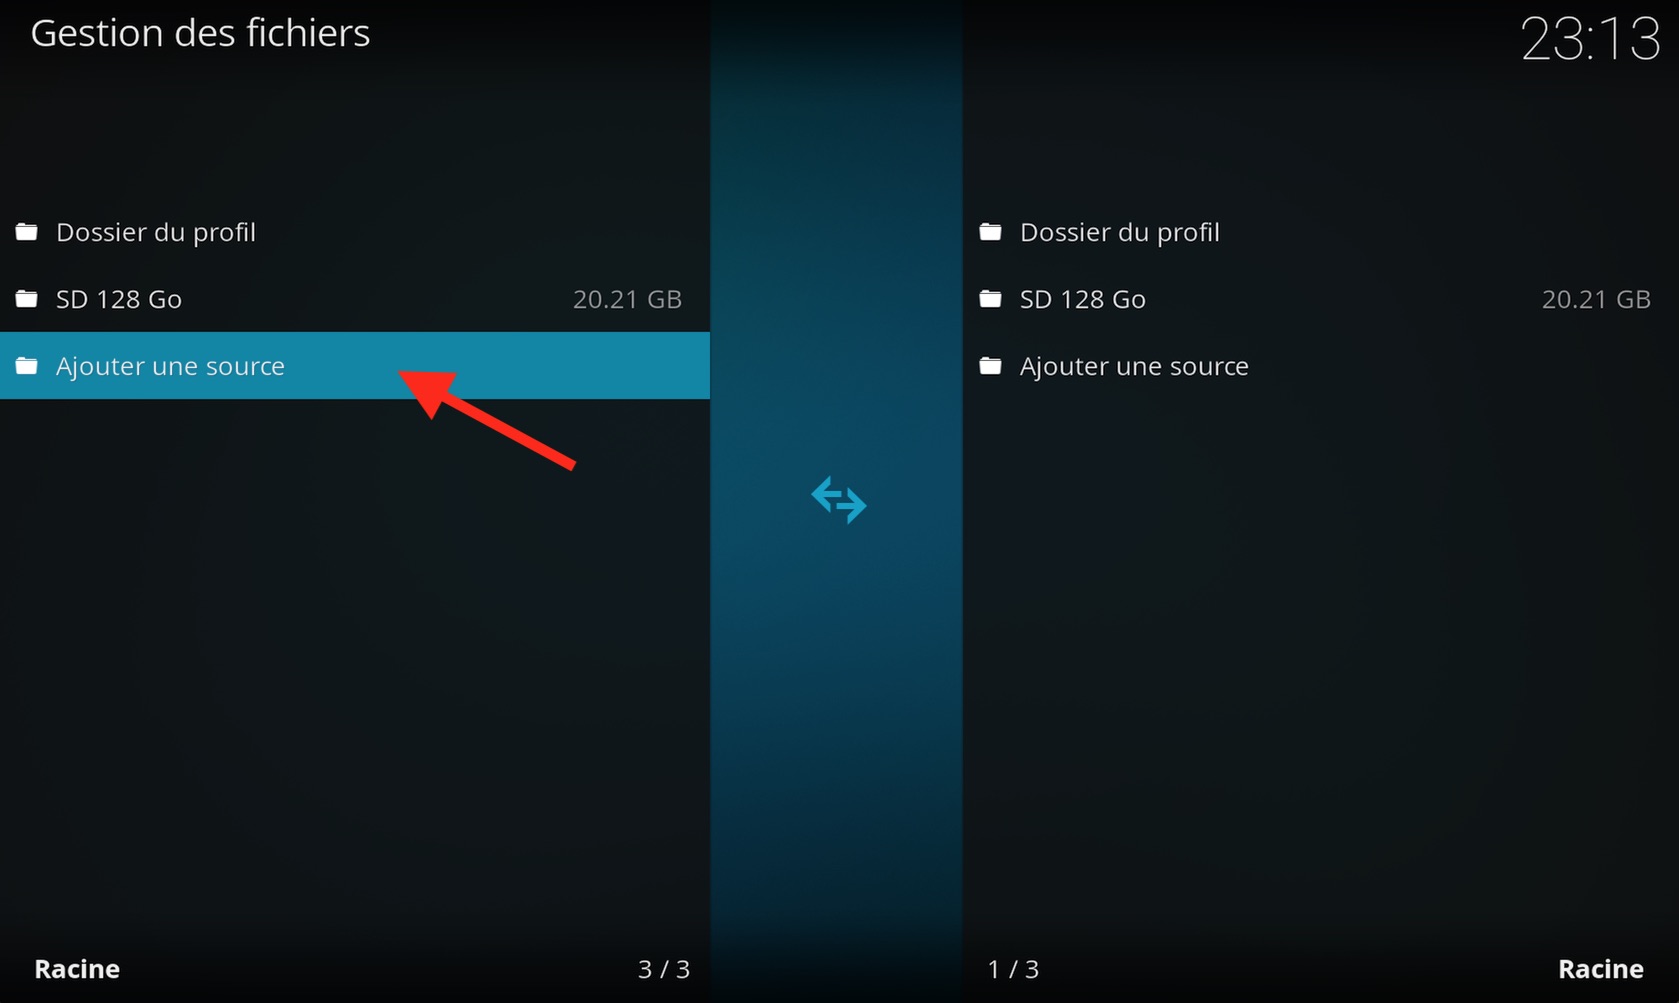 Gestion des fichiers
23:13
Dossier du profil
SD 128 Go 20.21 GB
Ajouter une source
Dossier du profil
SD 128 Go 20.21 GB
Ajouter une source
Racine 3 / 3
1 / 3 Racine